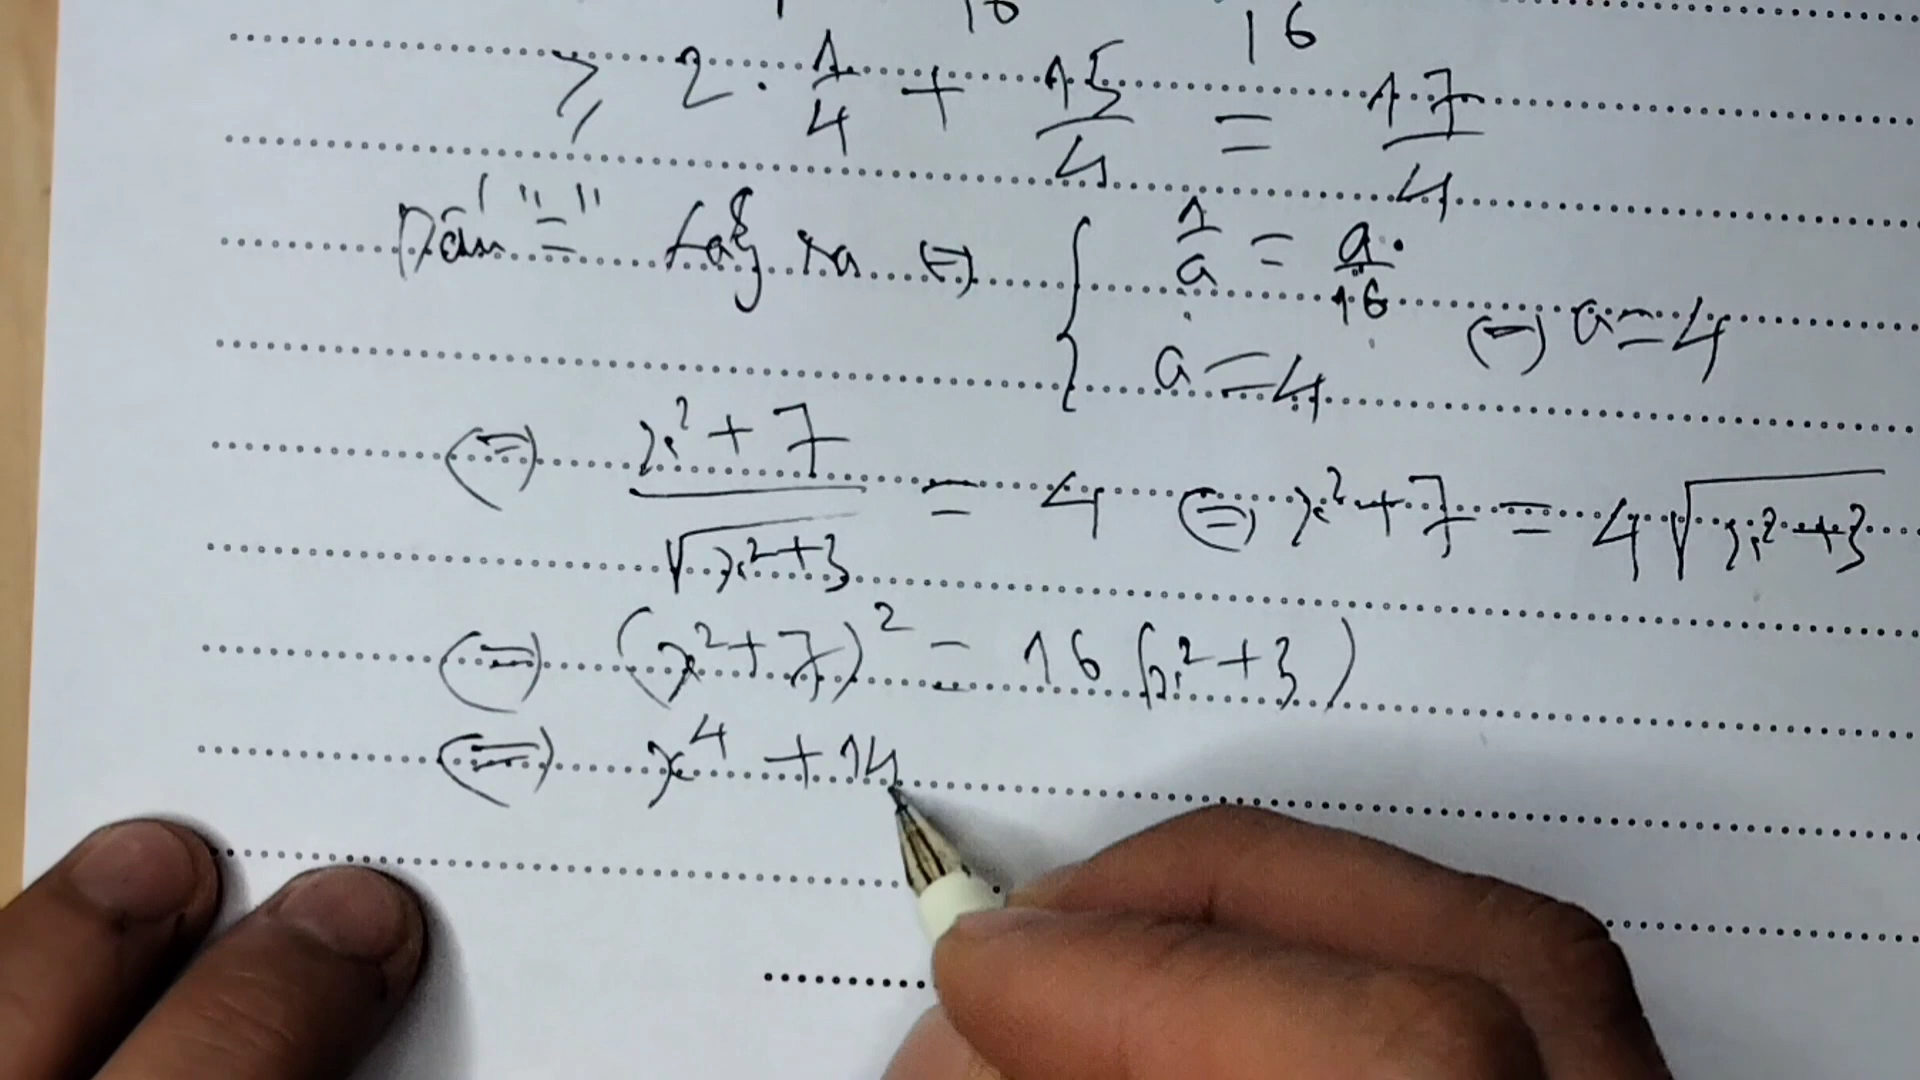 16 16
≥ 2 · 1/4 + 15/4 = 17/4
Dấu "=" xảy ra ⇔ { 1/a = a/16
a = 4 ⇔ a = 4
⇔ (x² + 7)/√(x²+3) = 4 ⇔ x² + 7 = 4√(x²+3)
⇔ (x² + 7)² = 16 (x² + 3)
⇔ x⁴ + 14